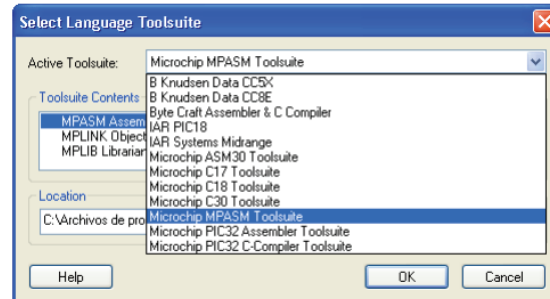 Select Language Toolsuite
Active Toolsuite:
Microchip MPASM Toolsuite
B Knudsen Data CC5X
Toolsuite Contents
B Knudsen Data CC8E
Byte Craft Assembler & C Compiler
MPASM Assem
IAR PIC18
MPLINK Object
IAR Systems Midrange
MPLIB Librarian
Microchip ASM30 Toolsuite
Microchip C17 Toolsuite
Microchip C18 Toolsuite
Location
Microchip C30 Toolsuite
C:\Archivos de pro
Microchip MPASM Toolsuite
Microchip PIC32 Assembler Toolsuite
Microchip PIC32 C-Compiler Toolsuite
Help
OK
Cancel